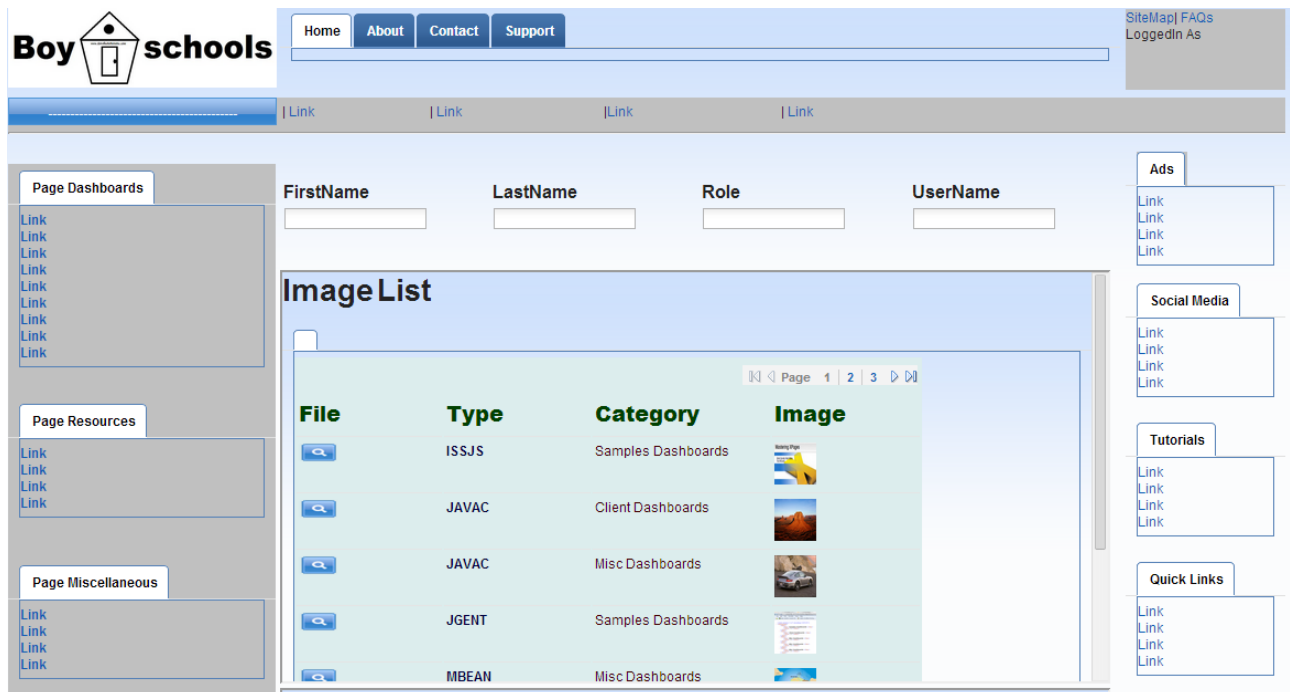 Boy schools
Home About Contact Support
SiteMap| FAQs
LoggedIn As
| Link | Link |Link | Link
Page Dashboards
Link
Link
Link
Link
Link
Link
Link
Link
Link
Page Resources
Link
Link
Link
Link
Page Miscellaneous
Link
Link
Link
Link
FirstName LastName Role UserName
Image List
Page 1 | 2 | 3
File Type Category Image
ISSJS Samples Dashboards
JAVAC Client Dashboards
JAVAC Misc Dashboards
JGENT Samples Dashboards
MBEAN Misc Dashboards
Ads
Link
Link
Link
Link
Social Media
Link
Link
Link
Link
Tutorials
Link
Link
Link
Link
Quick Links
Link
Link
Link
Link